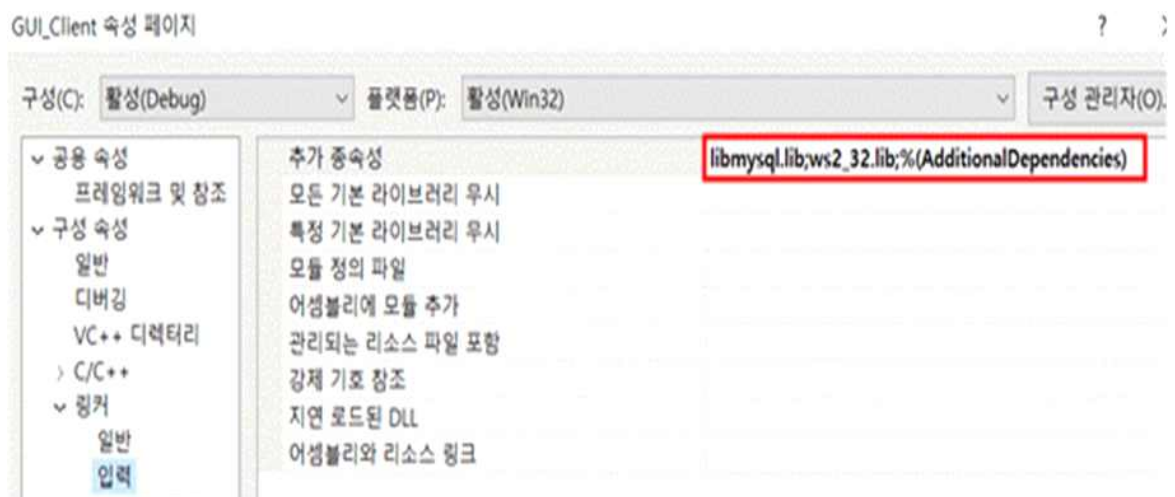 GUI_Client 속성 페이지 ?
구성(C): 활성(Debug) 플랫폼(P): 활성(Win32) 구성 관리자(O)..
공용 속성
프레임워크 및 참조
구성 속성
일반
디버깅
VC++ 디렉터리
C/C++
링커
일반
입력
추가 종속성 libmysql.lib;ws2_32.lib;%(AdditionalDependencies)
모든 기본 라이브러리 무시
특정 기본 라이브러리 무시
모듈 정의 파일
어셈블리에 모듈 추가
관리되는 리소스 파일 포함
강제 기호 참조
지연 로드된 DLL
어셈블리와 리소스 링크